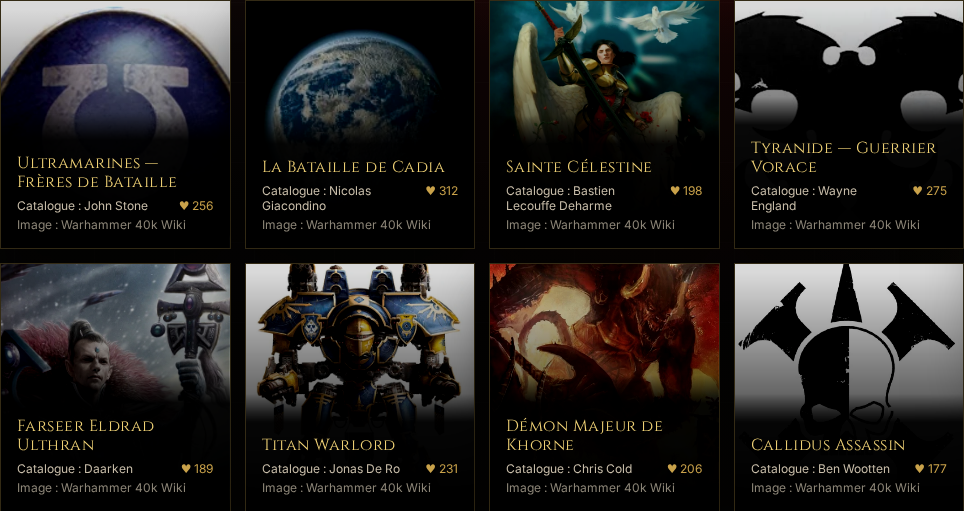 Ultramarines —
Frères de Bataille
Catalogue : John Stone ♥ 256
Image : Warhammer 40k Wiki
La Bataille de Cadia
Catalogue : Nicolas
Giacondino ♥ 312
Image : Warhammer 40k Wiki
Sainte Célestine
Catalogue : Bastien
Lecouffe Deharme ♥ 198
Image : Warhammer 40k Wiki
Tyranide — Guerrier
Vorace
Catalogue : Wayne
England ♥ 275
Image : Warhammer 40k Wiki
Farseer Eldrad
Ulthran
Catalogue : Daarken ♥ 189
Image : Warhammer 40k Wiki
Titan Warlord
Catalogue : Jonas De Ro ♥ 231
Image : Warhammer 40k Wiki
Démon Majeur de
Khorne
Catalogue : Chris Cold ♥ 206
Image : Warhammer 40k Wiki
Callidus Assassin
Catalogue : Ben Wootten ♥ 177
Image : Warhammer 40k Wiki